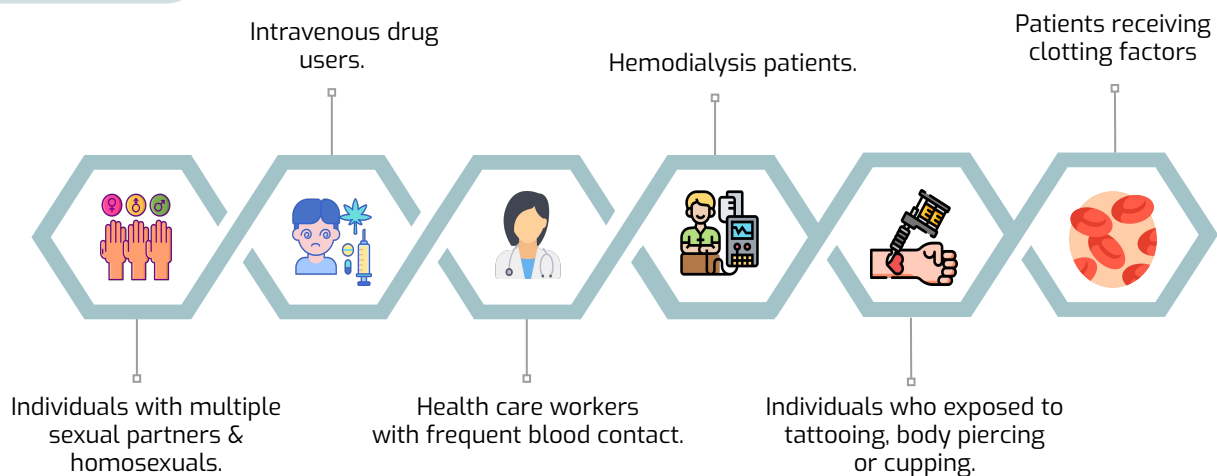 Intravenous drug
users.
Hemodialysis patients.
Patients receiving
clotting factors
Individuals with multiple
sexual partners &
homosexuals.
Health care workers
with frequent blood contact.
Individuals who exposed to
tattooing, body piercing
or cupping.